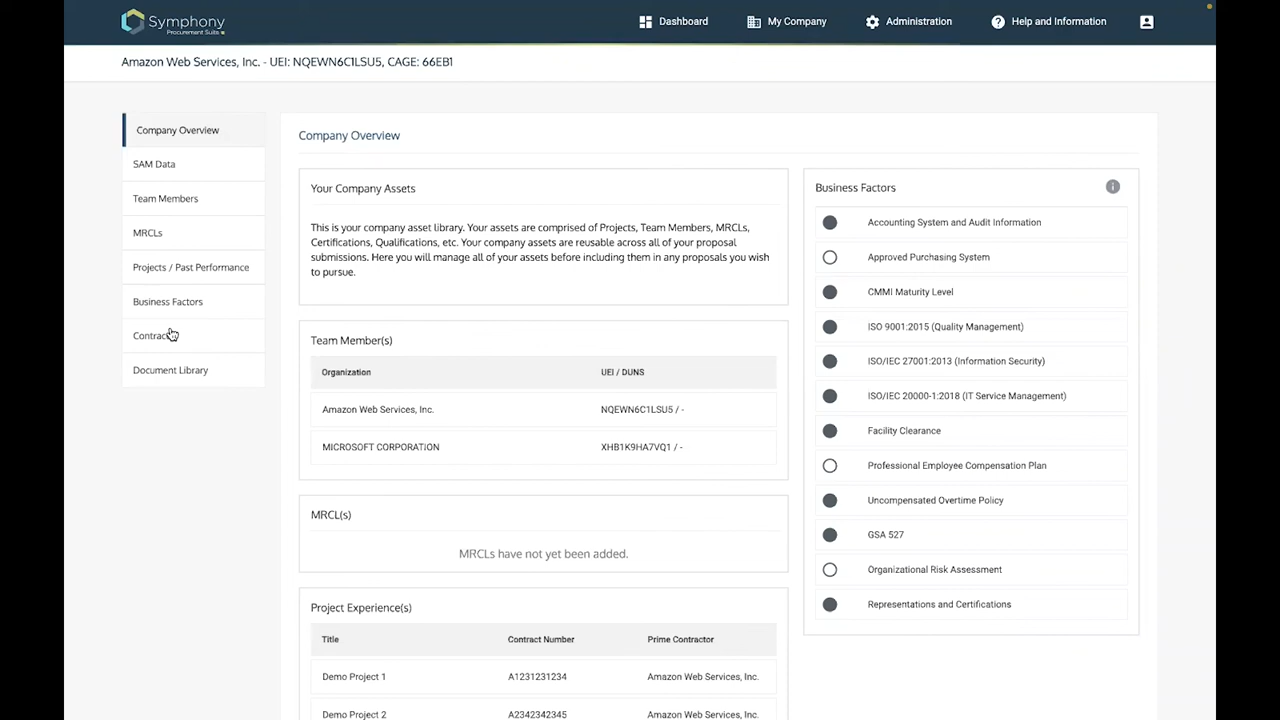 Symphony
Procurement Suite
Dashboard
My Company
Administration
Help and Information
Amazon Web Services, Inc. - UEI: NQEWN6C1LSU5, CAGE: 66EB1
Company Overview
SAM Data
Team Members
MRCLs
Projects / Past Performance
Business Factors
Document Library
Company Overview
Your Company Assets
This is your company asset library. Your assets are comprised of Projects, Team Members, MRCLs,
Certifications, Qualifications, etc. Your company assets are reusable across all of your proposal
submissions. Here you will manage all of your assets before including them in any proposals you wish
to pursue.
Team Member(s)
Organization UEI / DUNS
Amazon Web Services, Inc. NQEWN6C1LSU5 / -
MICROSOFT CORPORATION XHB1K9HA7VQ1 / -
MRCL(s)
MRCLs have not yet been added.
Project Experience(s)
Title Contract Number Prime Contractor
Demo Project 1 A1231231234 Amazon Web Services, Inc.
Demo Project 2 A2342342345 Amazon Web Services, Inc.
Business Factors
Accounting System and Audit Information
Approved Purchasing System
CMMI Maturity Level
ISO 9001:2015 (Quality Management)
ISO/IEC 27001:2013 (Information Security)
ISO/IEC 20000-1:2018 (IT Service Management)
Facility Clearance
Professional Employee Compensation Plan
Uncompensated Overtime Policy
GSA 527
Organizational Risk Assessment
Representations and Certifications